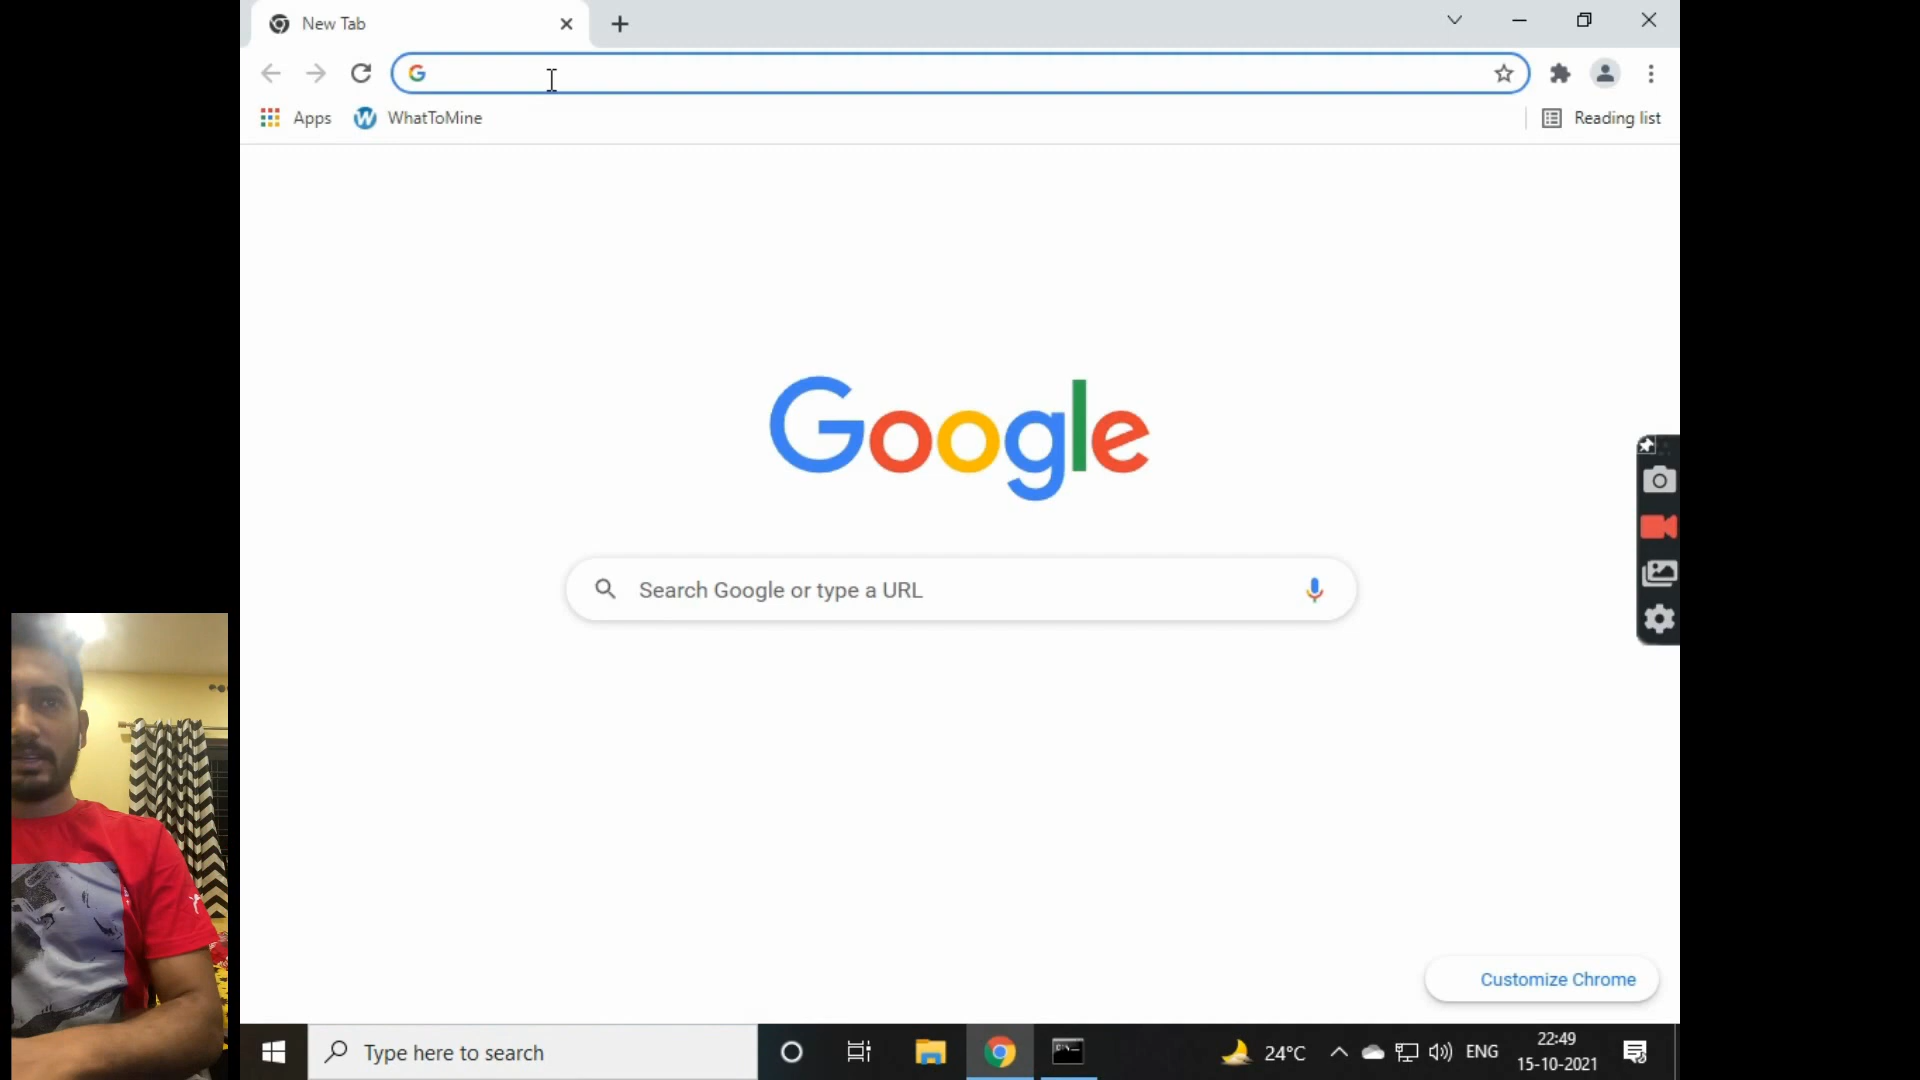 New Tab
Apps
WhatToMine
Reading list
Google
Search Google or type a URL
Customize Chrome
Type here to search
24°C
ENG
22:49
15-10-2021